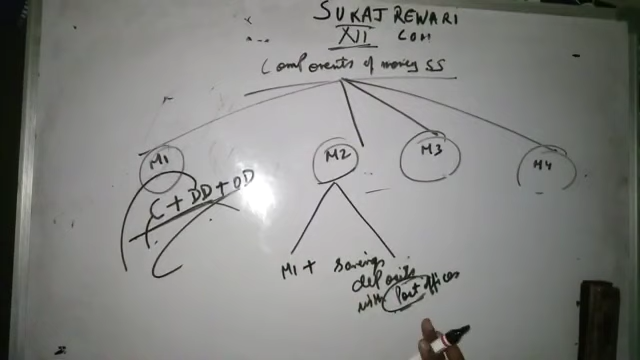 SURAJ REWARI
XII COM
Components of money SS
M1
M2
M3
M4
C + DD + OD
M1 + savings
deposits
with Post offices